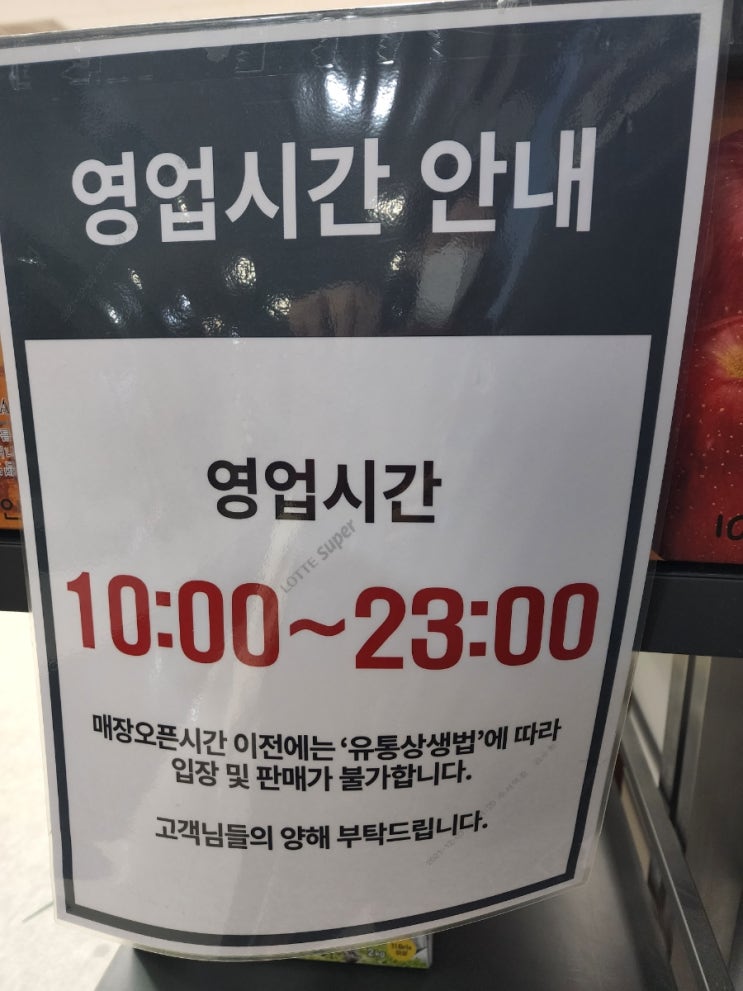 영업시간 안내
영업시간
LOTTE Super
10:00~23:00
매장오픈시간 이전에는 ‘유통상생법’에 따라
입장 및 판매가 불가합니다.
고객님들의 양해 부탁드립니다.